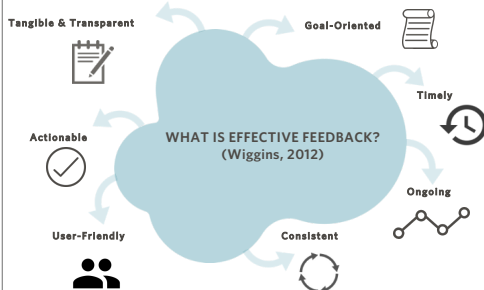 Tangible & Transparent
Goal-Oriented
Timely
Actionable
WHAT IS EFFECTIVE FEEDBACK?
(Wiggins, 2012)
Ongoing
User-Friendly
Consistent